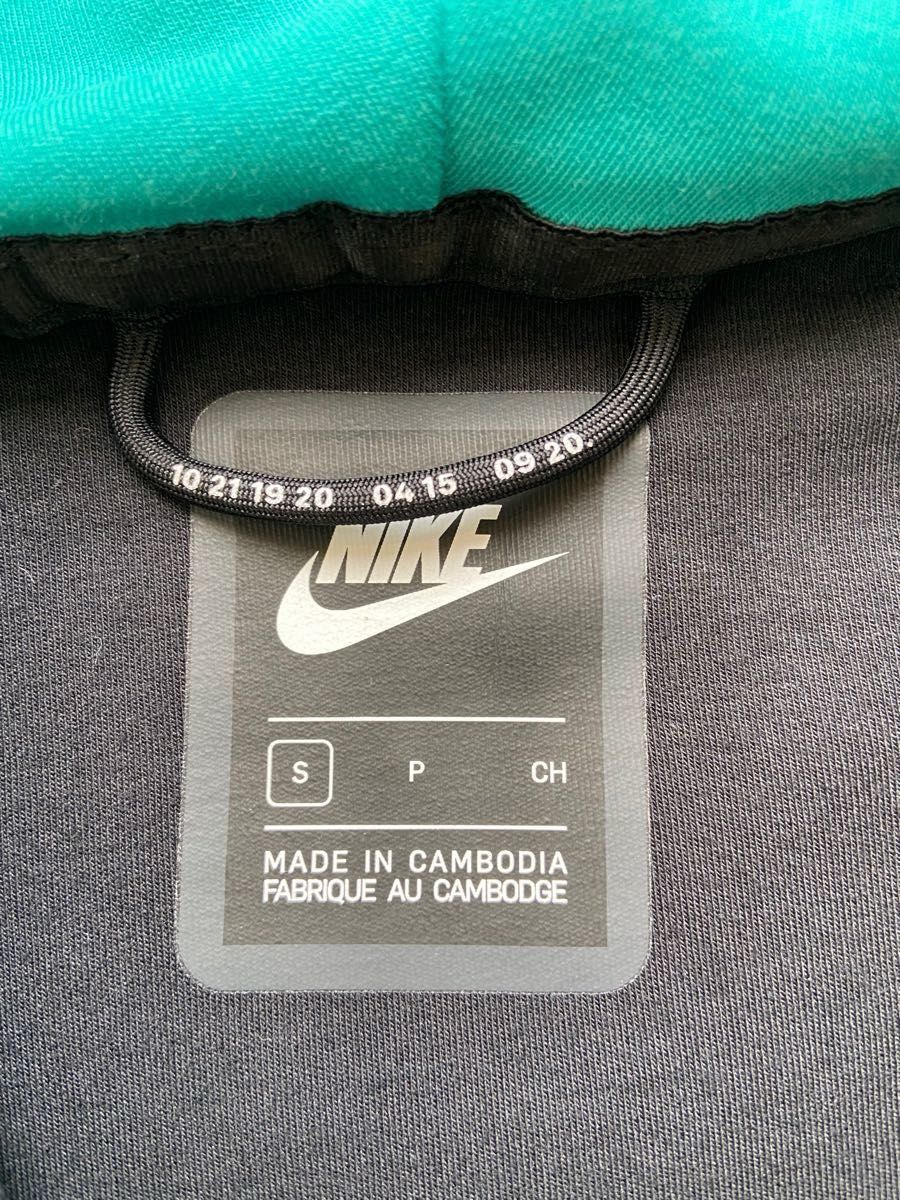 10 21 19 20 04 15 09 20.
NIKE
S P CH
MADE IN CAMBODIA
FABRIQUE AU CAMBODGE